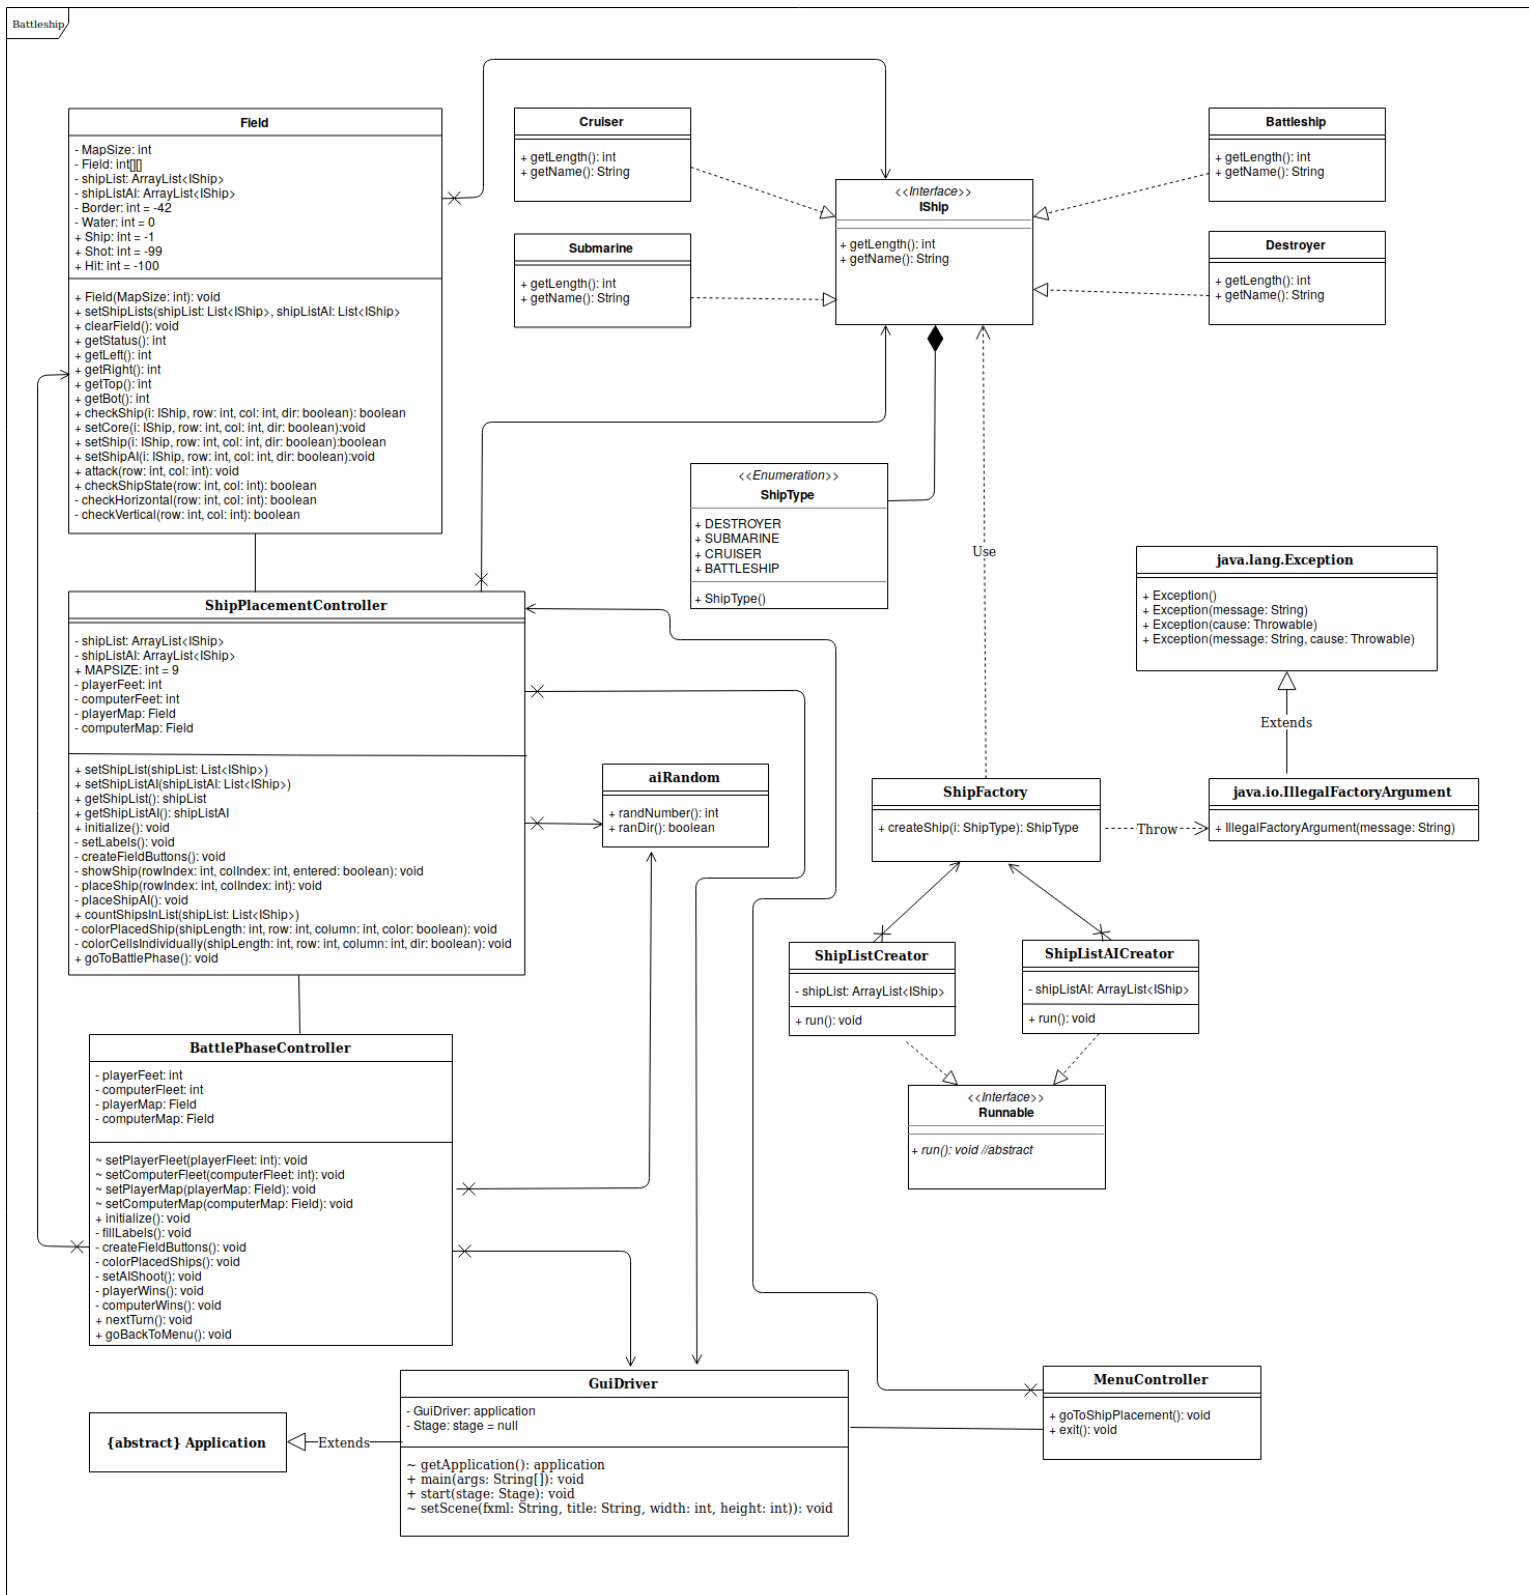 Battleship
Field
- MapSize: int
- Field: int[][]
- shipList: ArrayList<IShip>
- shipListAI: ArrayList<IShip>
- Border: int = -42
- Water: int = 0
+ Ship: int = -1
+ Shot: int = -99
+ Hit: int = -100
+ Field(MapSize: int): void
+ setShipLists(shipList: List<IShip>, shipListAI: List<IShip>
+ clearField(): void
+ getStatus(): int
+ getLeft(): int
+ getRight(): int
+ getTop(): int
+ getBot(): int
+ checkShip(i: IShip, row: int, col: int, dir: boolean): boolean
+ setCore(i: IShip, row: int, col: int, dir: boolean):void
+ setShip(i: IShip, row: int, col: int, dir: boolean):boolean
+ setShipAI(i: IShip, row: int, col: int, dir: boolean):void
+ attack(row: int, col: int): void
+ checkShipState(row: int, col: int): boolean
- checkHorizontal(row: int, col: int): boolean
- checkVertical(row: int, col: int): boolean
Cruiser
+ getLength(): int
+ getName(): String
Submarine
+ getLength(): int
+ getName(): String
<<Interface>>
IShip
+ getLength(): int
+ getName(): String
Battleship
+ getLength(): int
+ getName(): String
Destroyer
+ getLength(): int
+ getName(): String
<<Enumeration>>
ShipType
+ DESTROYER
+ SUBMARINE
+ CRUISER
+ BATTLESHIP
+ ShipType()
Use
java.lang.Exception
+ Exception()
+ Exception(message: String)
+ Exception(cause: Throwable)
+ Exception(message: String, cause: Throwable)
Extends
ShipPlacementController
- shipList: ArrayList<IShip>
- shipListAI: ArrayList<IShip>
+ MAPSIZE: int = 9
- playerFeet: int
- computerFeet: int
- playerMap: Field
- computerMap: Field
+ setShipList(shipList: List<IShip>)
+ setShipListAI(shipListAI: List<IShip>)
+ getShipList(): shipList
+ getShipListAI(): shipListAI
+ initialize(): void
- setLabels(): void
- createFieldButtons(): void
- showShip(rowIndex: int, colIndex: int, entered: boolean): void
- placeShip(rowIndex: int, colIndex: int): void
- placeShipAI(): void
+ countShipsInList(shipList: List<IShip>)
- colorPlacedShip(shipLength: int, row: int, column: int, color: boolean): void
- colorCellsIndividually(shipLength: int, row: int, column: int, dir: boolean): void
+ goToBattlePhase(): void
aiRandom
+ randNumber(): int
+ ranDir(): boolean
ShipFactory
+ createShip(i: ShipType): ShipType
Throw
java.io.IllegalFactoryArgument
+ IllegalFactoryArgument(message: String)
ShipListCreator
- shipList: ArrayList<IShip>
+ run(): void
ShipListAICreator
- shipListAI: ArrayList<IShip>
+ run(): void
<<Interface>>
Runnable
+ run(): void //abstract
BattlePhaseController
- playerFeet: int
- computerFleet: int
- playerMap: Field
- computerMap: Field
~ setPlayerFleet(playerFleet: int): void
~ setComputerFleet(computerFleet: int): void
~ setPlayerMap(playerMap: Field): void
~ setComputerMap(computerMap: Field): void
+ initialize(): void
- fillLabels(): void
- createFieldButtons(): void
- colorPlacedShips(): void
- setAIShoot(): void
- playerWins(): void
- computerWins(): void
+ nextTurn(): void
+ goBackToMenu(): void
GuiDriver
- GuiDriver: application
- Stage: stage = null
~ getApplication(): application
+ main(args: String[]): void
+ start(stage: Stage): void
~ setScene(fxml: String, title: String, width: int, height: int)): void
MenuController
+ goToShipPlacement(): void
+ exit(): void
{abstract} Application
Extends